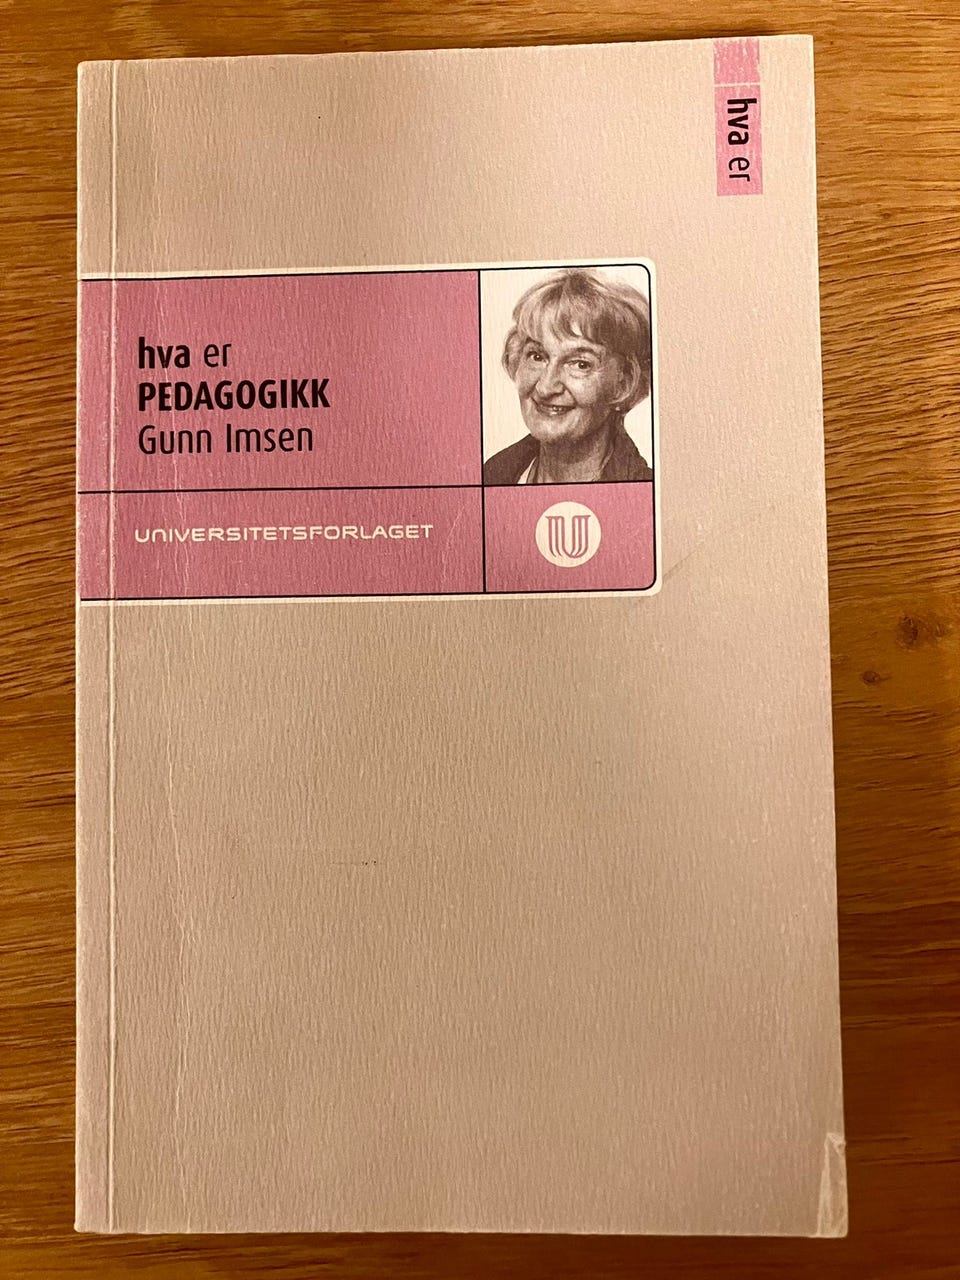 hva er
hva er
PEDAGOGIKK
Gunn Imsen
UNIVERSITETSFORLAGET
U